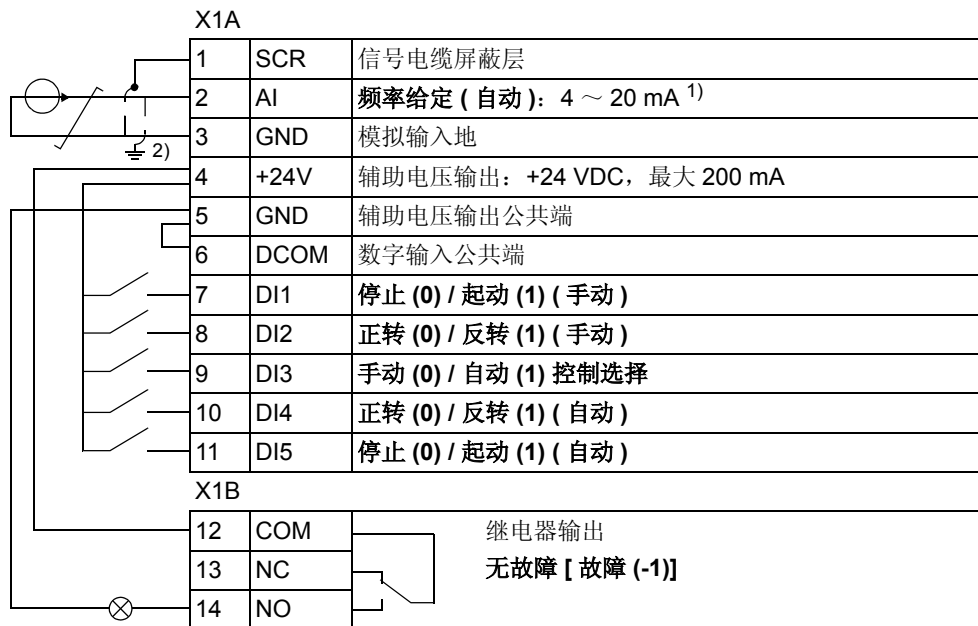 X1A
1 SCR 信号电缆屏蔽层
2 AI 频率给定 ( 自动 )：4 ～ 20 mA 1)
3 GND 模拟输入地
2)
4 +24V 辅助电压输出：+24 VDC，最大 200 mA
5 GND 辅助电压输出公共端
6 DCOM 数字输入公共端
7 DI1 停止 (0) / 起动 (1) ( 手动 )
8 DI2 正转 (0) / 反转 (1) ( 手动 )
9 DI3 手动 (0) / 自动 (1) 控制选择
10 DI4 正转 (0) / 反转 (1) ( 自动 )
11 DI5 停止 (0) / 起动 (1) ( 自动 )
X1B
12 COM 继电器输出
13 NC 无故障 [ 故障 (-1)]
14 NO